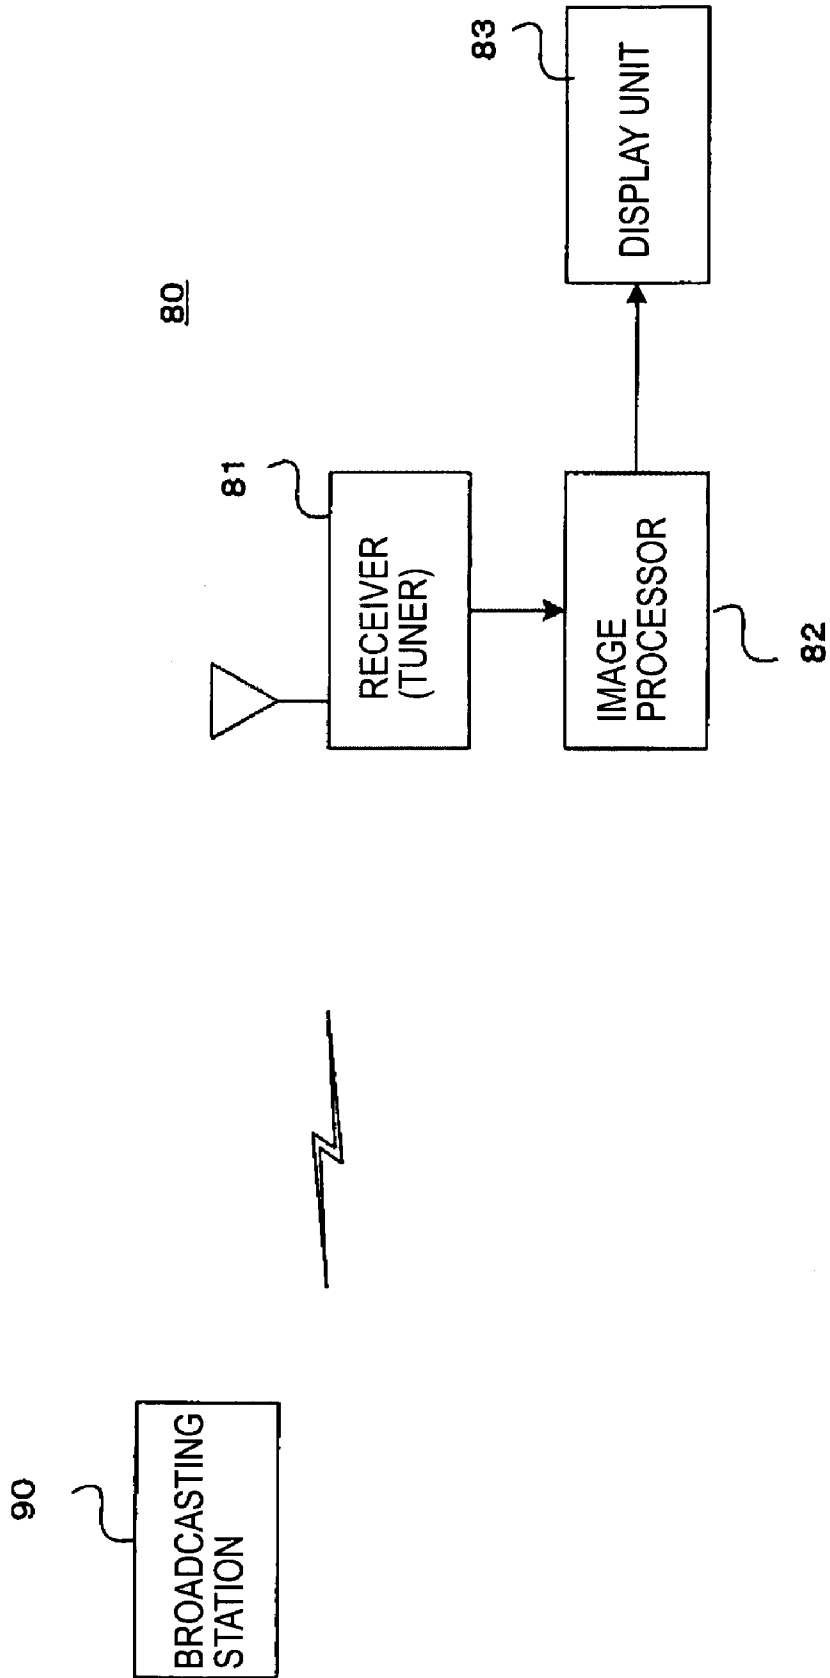 80
90
BROADCASTING
STATION
81
RECEIVER
(TUNER)
IMAGE
PROCESSOR
82
83
DISPLAY UNIT